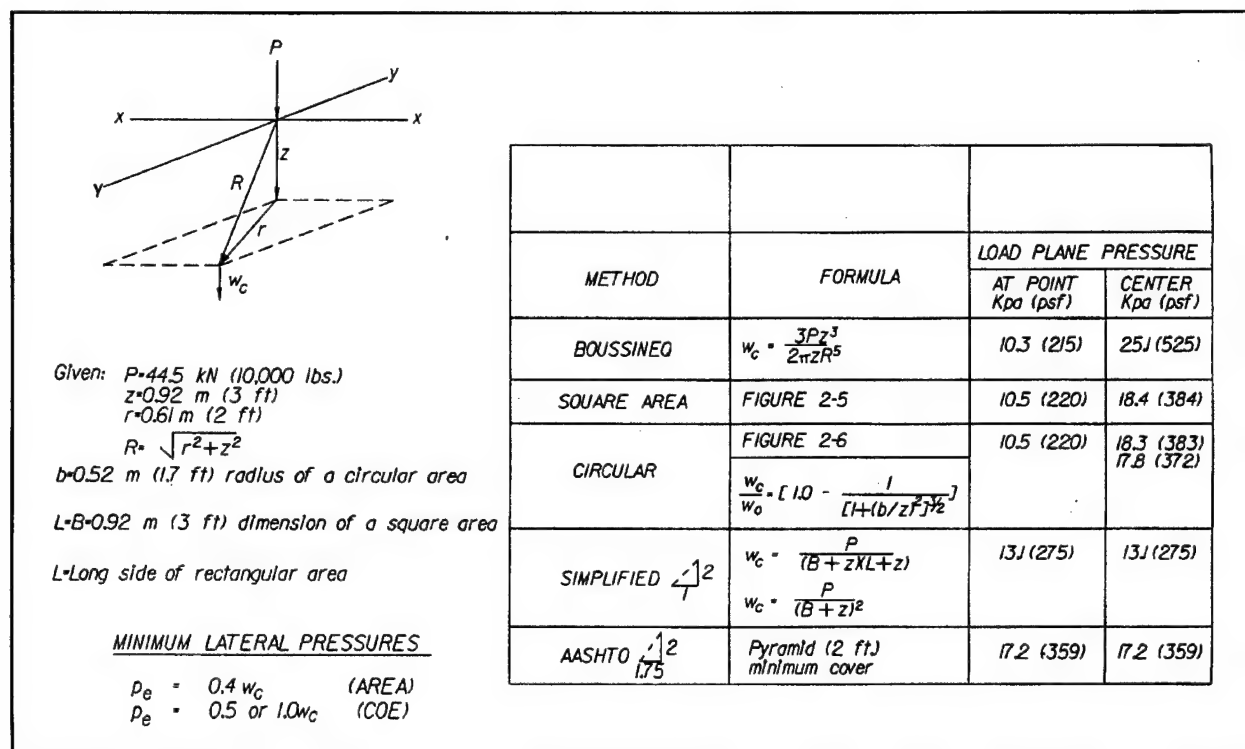 P
y
x
x
z
y
R
r
w_c
Given: P=44.5 kN (10,000 lbs.)
z=0.92 m (3 ft)
r=0.61 m (2 ft)
R= √r²+z²
b=0.52 m (1.7 ft) radius of a circular area
L=B=0.92 m (3 ft) dimension of a square area
L=Long side of rectangular area
MINIMUM LATERAL PRESSURES
p_e = 0.4 w_c (AREA)
p_e = 0.5 or 1.0w_c (COE)
METHOD
FORMULA
LOAD PLANE PRESSURE
AT POINT
Kpa (psf)
CENTER
Kpa (psf)
BOUSSINEQ
w_c = 3Pz³ / 2πzR⁵
10.3 (215)
25.1 (525)
SQUARE AREA
FIGURE 2-5
10.5 (220)
18.4 (384)
CIRCULAR
FIGURE 2-6
w_c/w_o = [ 1.0 - 1 / [1+(b/z)²]^3/2 ]
10.5 (220)
18.3 (383)
17.8 (372)
SIMPLIFIED 1 2
w_c = P / (B + z)(L + z)
w_c = P / (B + z)²
13.1 (275)
13.1 (275)
AASHTO 1.75 2
Pyramid (2 ft.)
minimum cover
17.2 (359)
17.2 (359)